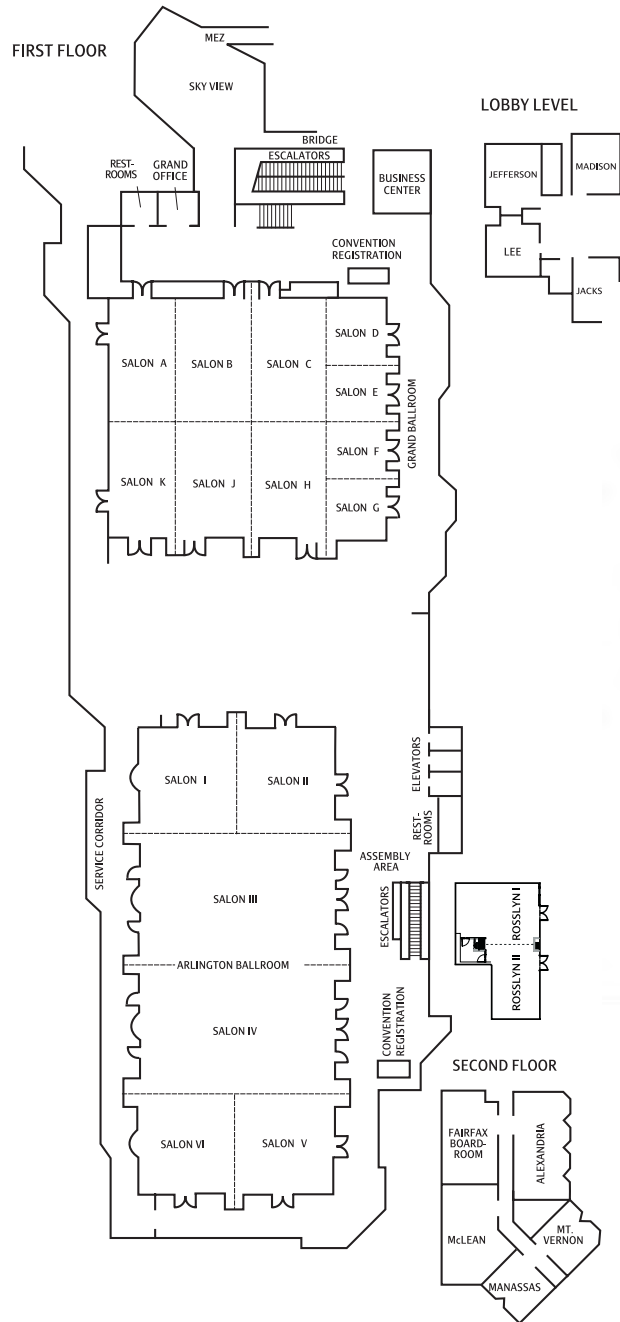 FIRST FLOOR
MEZ
SKY VIEW
BRIDGE
ESCALATORS
REST-
ROOMS
GRAND
OFFICE
BUSINESS
CENTER
CONVENTION
REGISTRATION
SALON A
SALON B
SALON C
SALON D
SALON E
SALON F
SALON G
GRAND BALLROOM
SALON K
SALON J
SALON H
LOBBY LEVEL
JEFFERSON
MADISON
LEE
JACKS
SERVICE CORRIDOR
SALON I
SALON II
ELEVATORS
REST-
ROOMS
ASSEMBLY
AREA
ESCALATORS
SALON III
ARLINGTON BALLROOM
SALON IV
CONVENTION
REGISTRATION
SALON VI
SALON V
ROSSLYN I
ROSSLYN II
SECOND FLOOR
FAIRFAX
BOARD-
ROOM
ALEXANDRIA
McLEAN
MT.
VERNON
MANASSAS